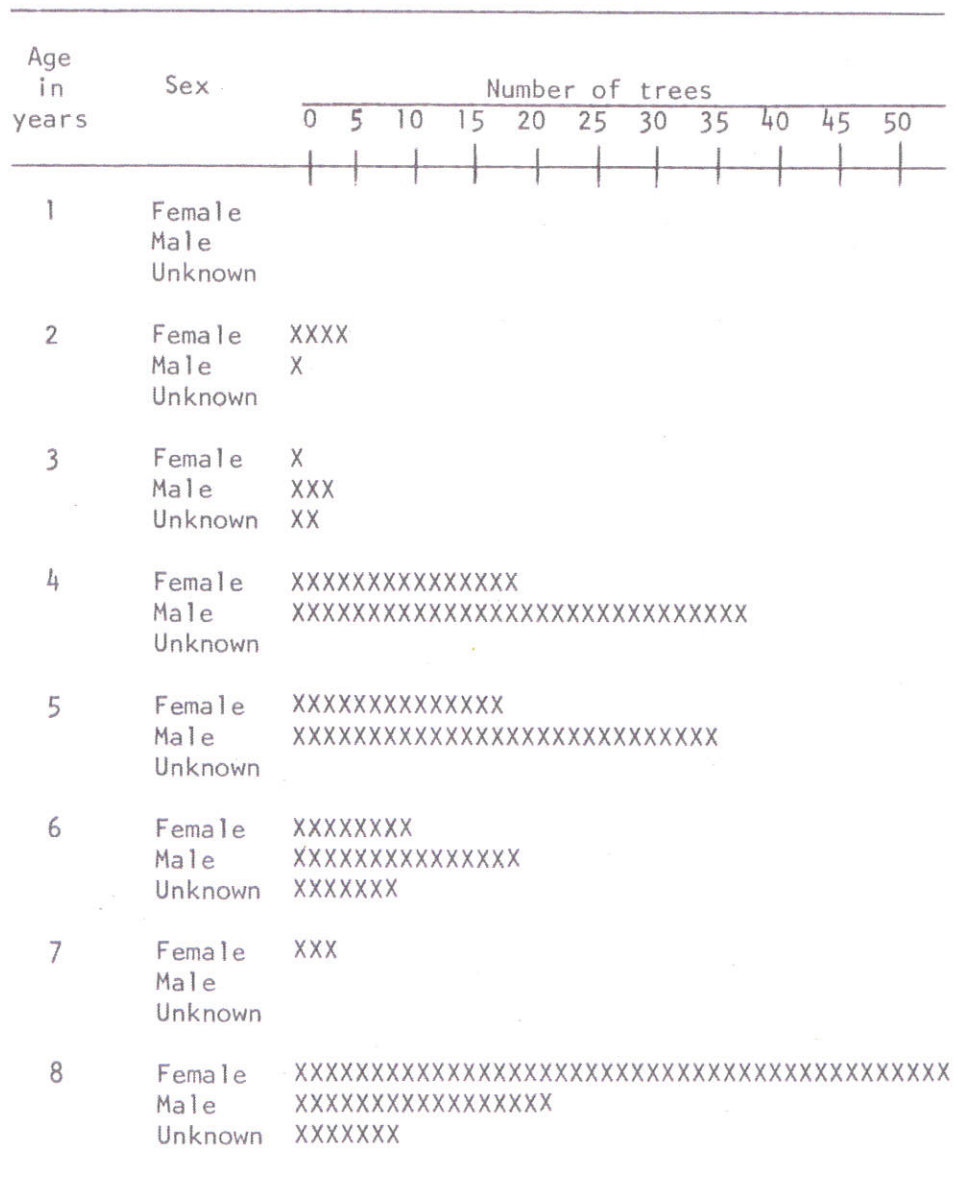 Age
in Sex Number of trees
years 0 5 10 15 20 25 30 35 40 45 50
1 Female
Male
Unknown
2 Female XXXX
Male X
Unknown
3 Female X
Male XXX
Unknown XX
4 Female XXXXXXXXXXXXXXX
Male XXXXXXXXXXXXXXXXXXXXXXXXXXXXXX
Unknown
5 Female XXXXXXXXXXXXXX
Male XXXXXXXXXXXXXXXXXXXXXXXXXXXX
Unknown
6 Female XXXXXXXX
Male XXXXXXXXXXXXXXX
Unknown XXXXXXX
7 Female XXX
Male
Unknown
8 Female XXXXXXXXXXXXXXXXXXXXXXXXXXXXXXXXXXXXXXXXXXX
Male XXXXXXXXXXXXXXXXX
Unknown XXXXXXX